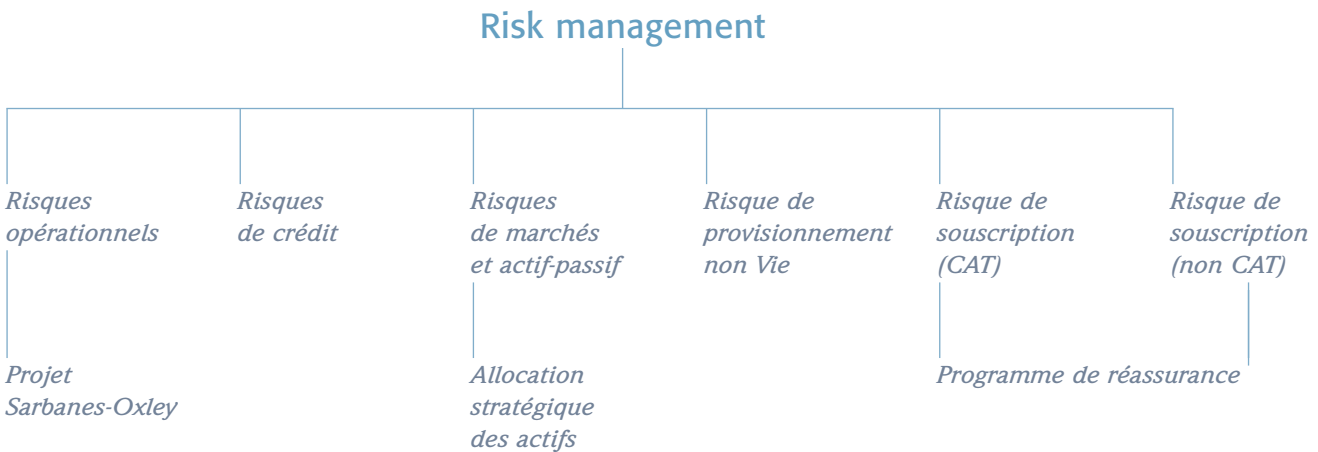 Risk management
Risques
opérationnels
Risques
de crédit
Risques
de marchés
et actif-passif
Risque de
provisionnement
non Vie
Risque de
souscription
(CAT)
Risque de
souscription
(non CAT)
Projet
Sarbanes-Oxley
Allocation
stratégique
des actifs
Programme de réassurance